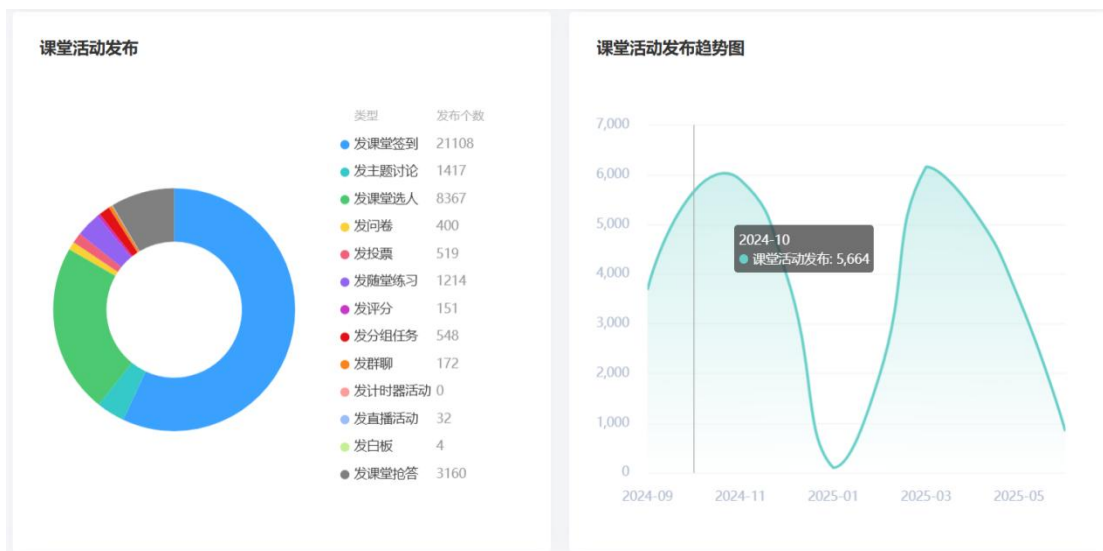 课堂活动发布
类型 发布个数
发课堂签到 21108
发主题讨论 1417
发课堂选人 8367
发问卷 400
发投票 519
发随堂练习 1214
发评分 151
发分组任务 548
发群聊 172
发计时器活动 0
发直播活动 32
发白板 4
发课堂抢答 3160
课堂活动发布趋势图
7,000
6,000
5,000
4,000
3,000
2,000
1,000
0
2024-10
课堂活动发布: 5,664
2024-09 2024-11 2025-01 2025-03 2025-05